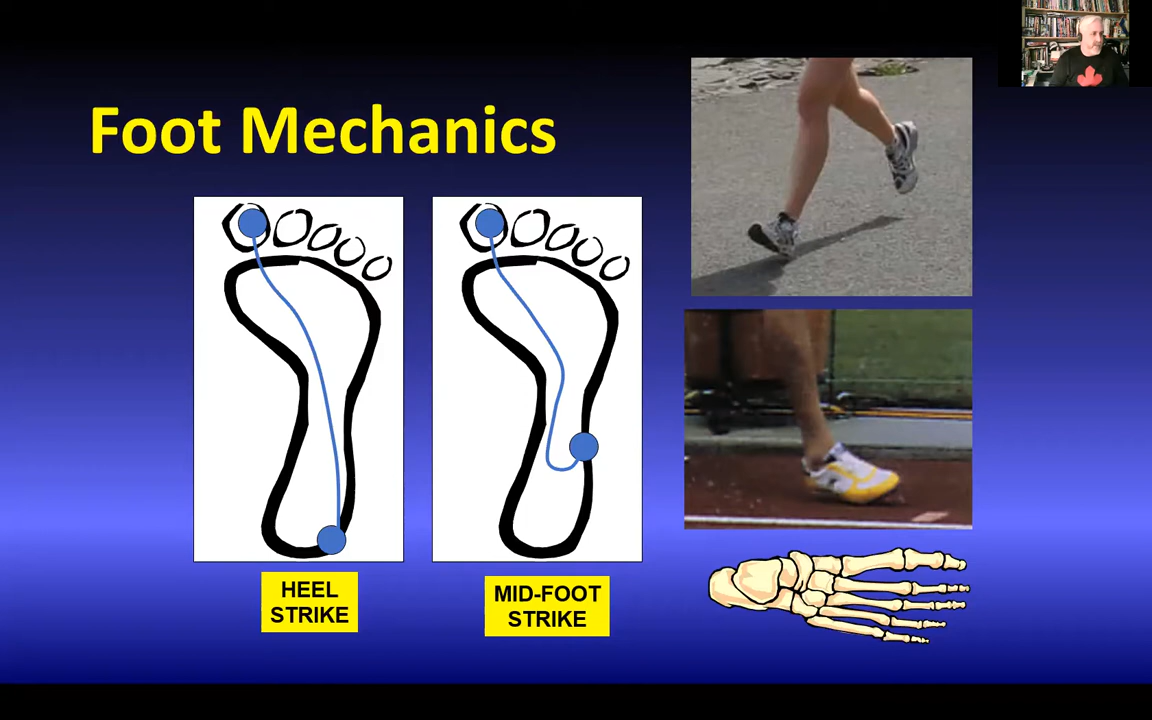 Foot Mechanics
HEEL
STRIKE
MID-FOOT
STRIKE